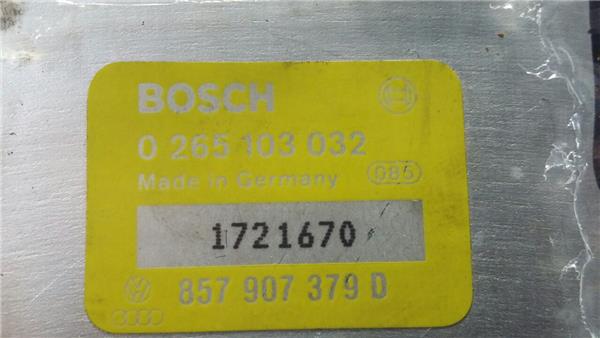 BOSCH
0 265 103 032
Made in Germany 085
1721670
857 907 379 D